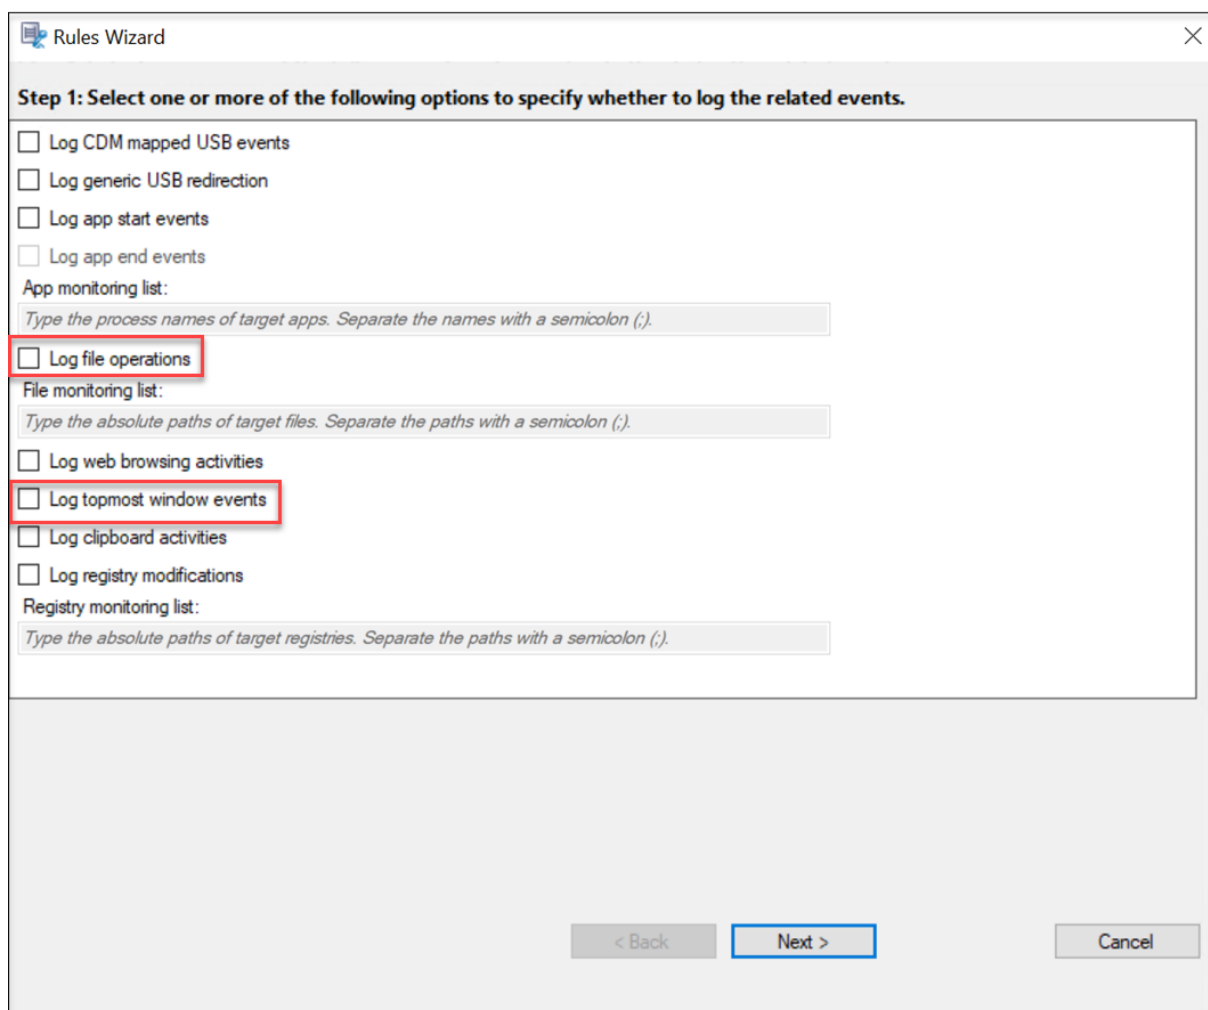 Rules Wizard
Step 1: Select one or more of the following options to specify whether to log the related events.
Log CDM mapped USB events
Log generic USB redirection
Log app start events
Log app end events
App monitoring list:
Type the process names of target apps. Separate the names with a semicolon (;).
Log file operations
File monitoring list:
Type the absolute paths of target files. Separate the paths with a semicolon (;).
Log web browsing activities
Log topmost window events
Log clipboard activities
Log registry modifications
Registry monitoring list:
Type the absolute paths of target registries. Separate the paths with a semicolon (;).
< Back Next > Cancel